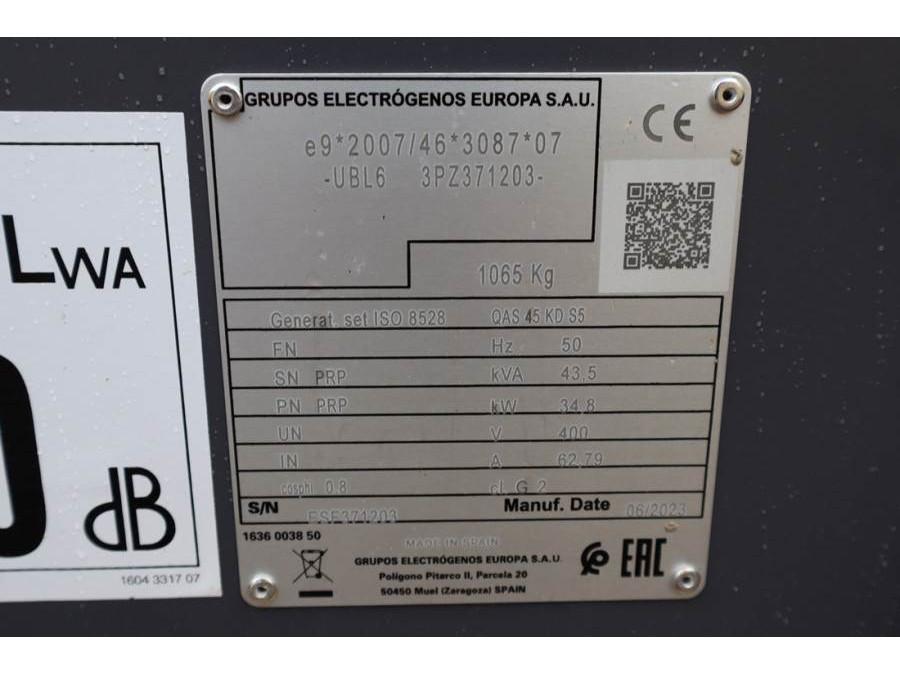 LWA
dB
1604 3317 07
GRUPOS ELECTRÓGENOS EUROPA S.A.U.
CE
e9*2007/46*3087*07
-UBL6 3PZ371203-
1065 Kg
Generat. set ISO 8528 QAS 45 KD S5
FN Hz 50
SN PRP kVA 43,5
PN PRP kW 34,8
UN V 400
IN A 62,79
cosphi 0.8 cl. G 2
S/N ESF371203 Manuf. Date 06/2023
1636 0038 50
MADE IN SPAIN
GRUPOS ELECTRÓGENOS EUROPA S.A.U.
Polígono Pitarco II, Parcela 20
50450 Muel (Zaragoza) SPAIN
EAC